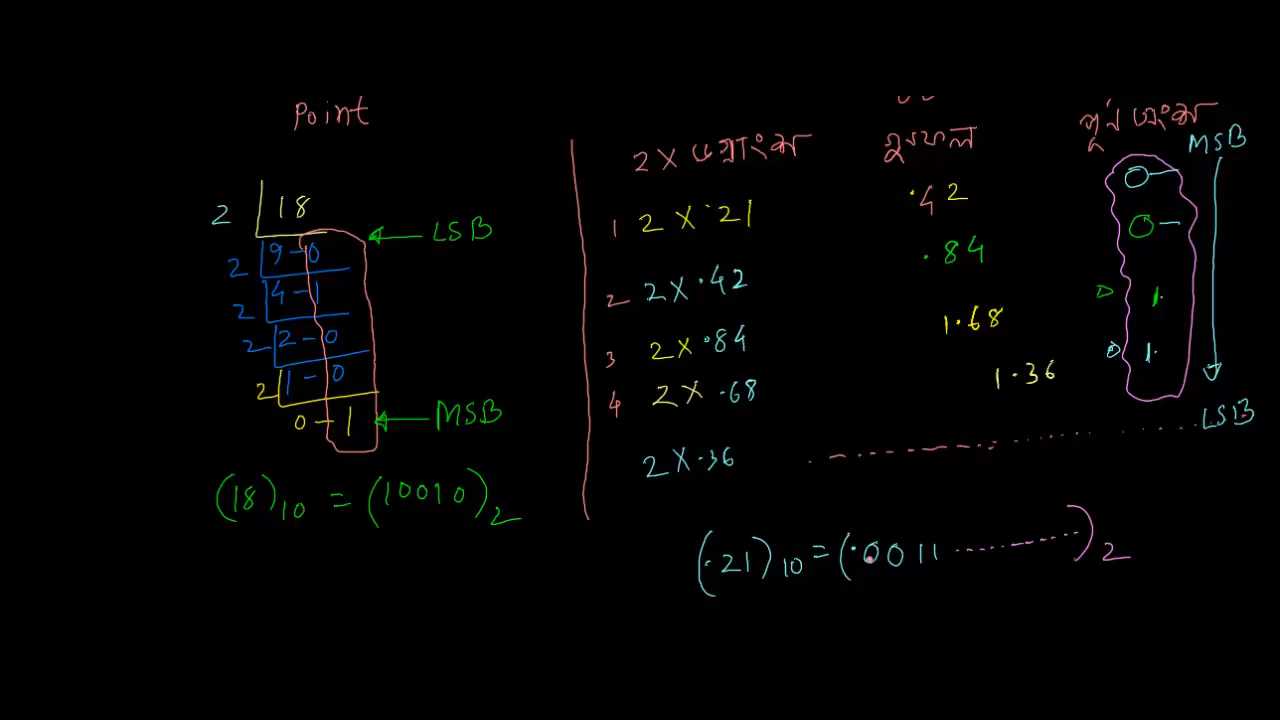 Point
2 | 18
2 | 9 - 0 ← LSB
2 | 4 - 1
2 | 2 - 0
2 | 1 - 0
0 - 1 ← MSB
(18)10 = (10010)2
2 X ভগ্নাংশ গুণফল পূর্ণ অংশ
MSB
1 2 X .21 .42 0
2 2 X .42 .84 0
3 2 X .84 1.68 1.
4 2 X .68 1.36 1.
LSB
2 X .36 ..........
(.21)10 = (.0011 ..........)2